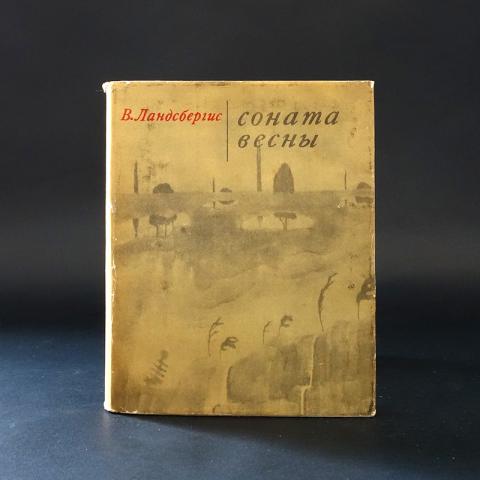 В. Ландсбергис
соната
весны